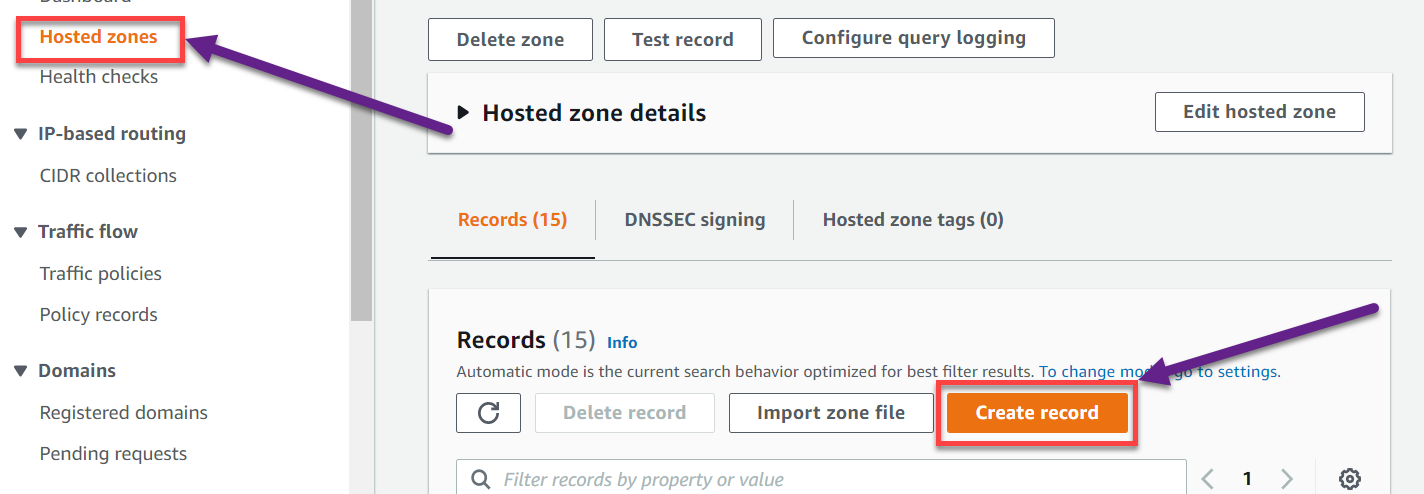 Dashboard
Hosted zones
Health checks
IP-based routing
CIDR collections
Traffic flow
Traffic policies
Policy records
Domains
Registered domains
Pending requests
Delete zone Test record Configure query logging
Hosted zone details Edit hosted zone
Records (15) DNSSEC signing Hosted zone tags (0)
Records (15) Info
Automatic mode is the current search behavior optimized for best filter results. To change mode go to settings.
Delete record Import zone file Create record
Filter records by property or value 1